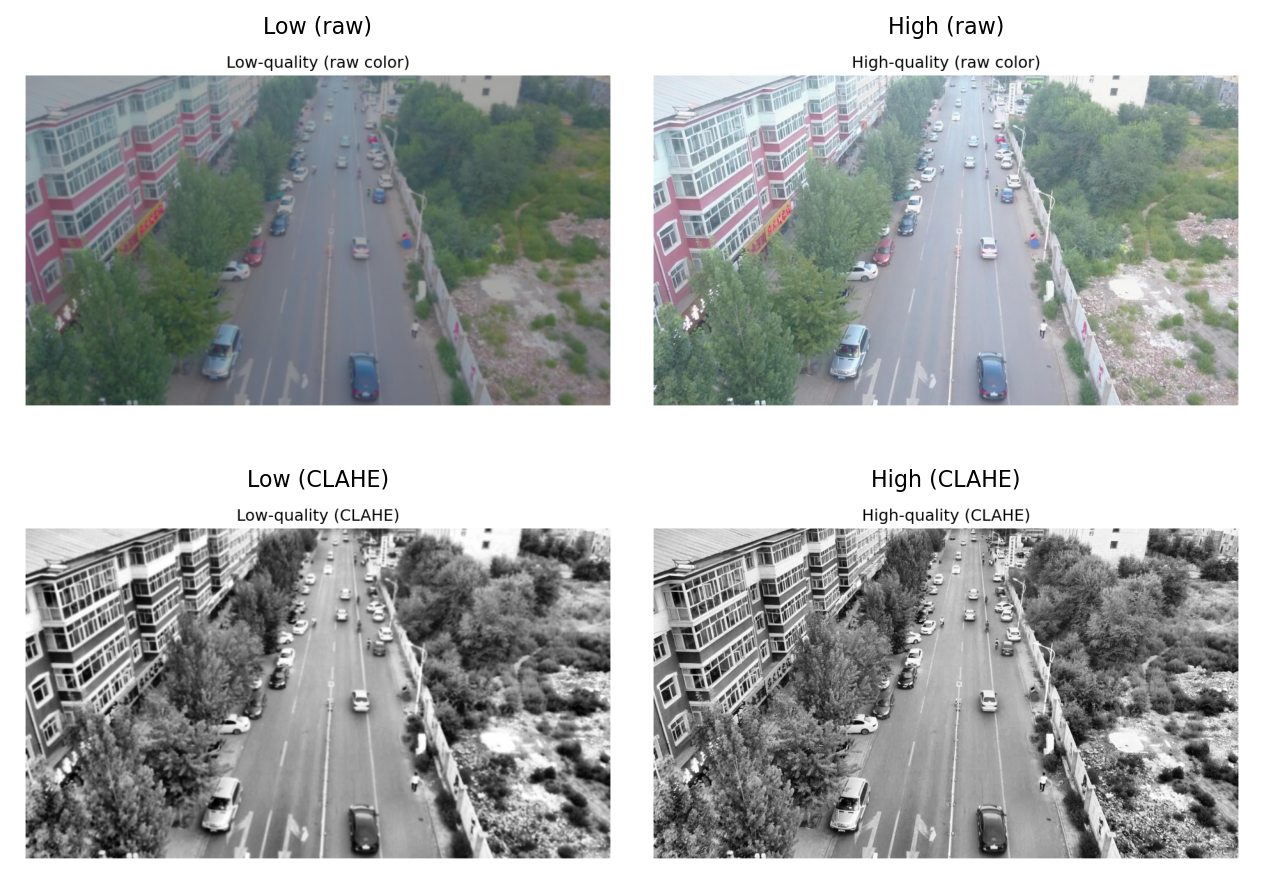 Low (raw)
High (raw)
Low-quality (raw color)
High-quality (raw color)
Low (CLAHE)
High (CLAHE)
Low-quality (CLAHE)
High-quality (CLAHE)